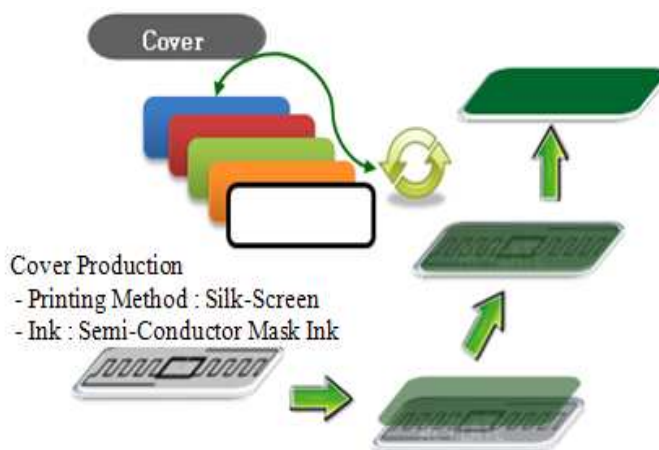 Cover
Cover Production
- Printing Method : Silk-Screen
- Ink : Semi-Conductor Mask Ink